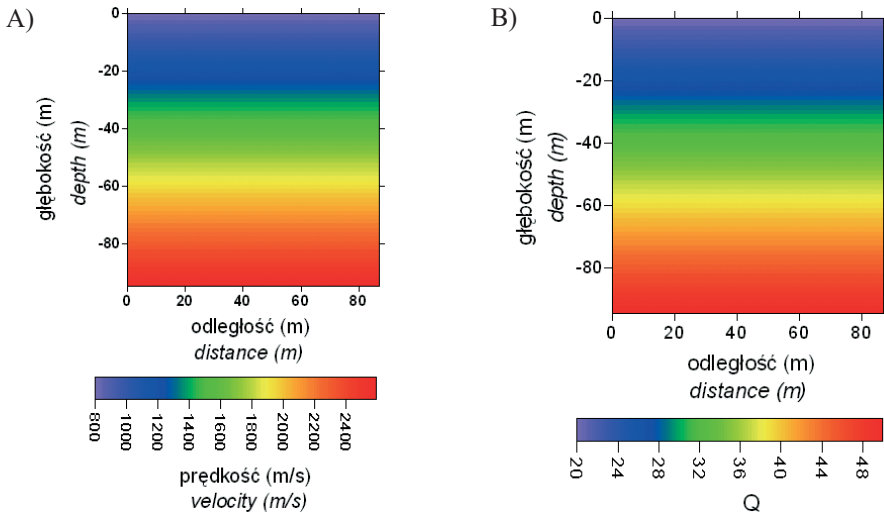 A)
0
-20
-40
-60
-80
głębokość (m)
depth (m)
0 20 40 60 80
odległość (m)
distance (m)
800 1000 1200 1400 1600 1800 2000 2200 2400
prędkość (m/s)
velocity (m/s)
B)
0
-20
-40
-60
-80
głębokość (m)
depth (m)
0 20 40 60 80
odległość (m)
distance (m)
20 24 28 32 36 40 44 48
Q